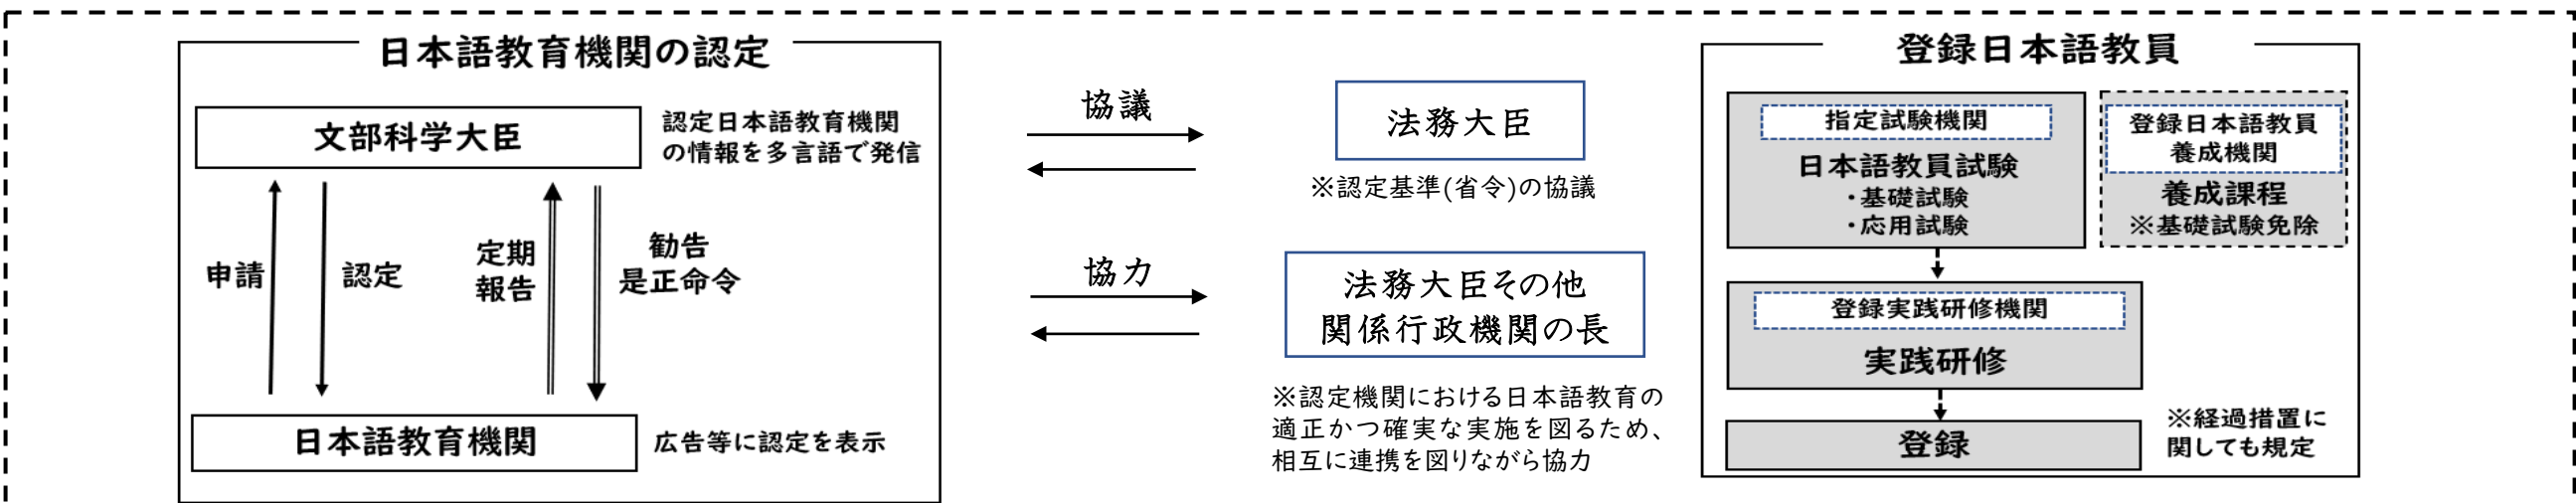 日本語教育機関の認定
文部科学大臣
認定日本語教育機関
の情報を多言語で発信
申請
認定
定期
報告
勧告
是正命令
日本語教育機関
広告等に認定を表示
協議
法務大臣
※認定基準(省令)の協議
協力
法務大臣その他
関係行政機関の長
※認定機関における日本語教育の
適正かつ確実な実施を図るため、
相互に連携を図りながら協力
登録日本語教員
指定試験機関
日本語教員試験
・基礎試験
・応用試験
登録日本語教員
養成機関
養成課程
※基礎試験免除
登録実践研修機関
実践研修
登録
※経過措置に
関しても規定